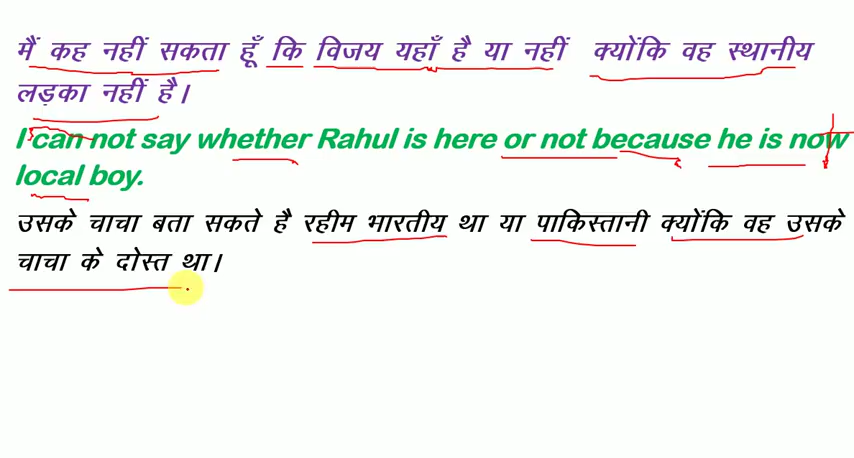 मैं कह नहीं सकता हूँ कि विजय यहाँ है या नहीं क्योंकि वह स्थानीय
लड़का नहीं है।
I can not say whether Rahul is here or not because he is now
local boy.
उसके चाचा बता सकते है रहीम भारतीय था या पाकिस्तानी क्योंकि वह उसके
चाचा के दोस्त था।